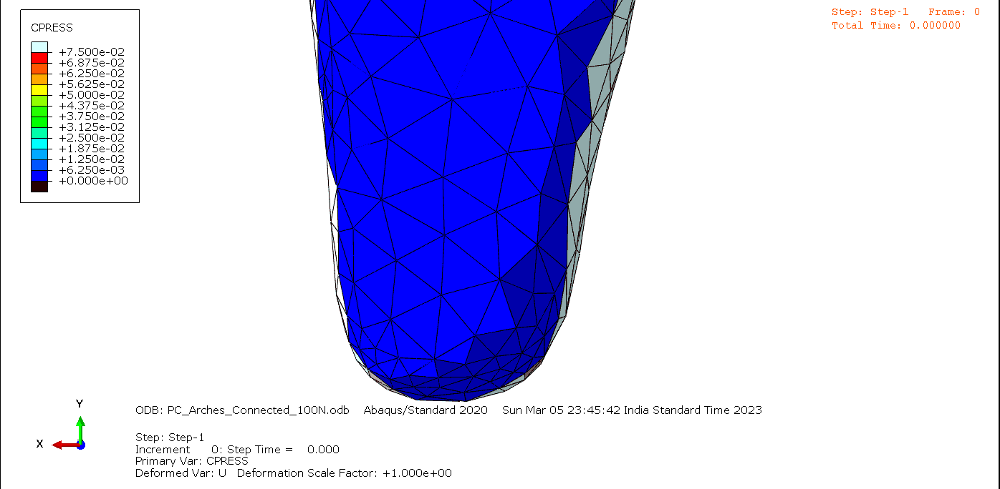 CPRESS
+7.500e-02
+6.875e-02
+6.250e-02
+5.625e-02
+5.000e-02
+4.375e-02
+3.750e-02
+3.125e-02
+2.500e-02
+1.875e-02
+1.250e-02
+6.250e-03
+0.000e+00
Step: Step-1 Frame: 0
Total Time: 0.000000
Y
X
ODB: PC_Arches_Connected_100N.odb Abaqus/Standard 2020 Sun Mar 05 23:45:42 India Standard Time 2023
Step: Step-1
Increment 0: Step Time = 0.000
Primary Var: CPRESS
Deformed Var: U Deformation Scale Factor: +1.000e+00